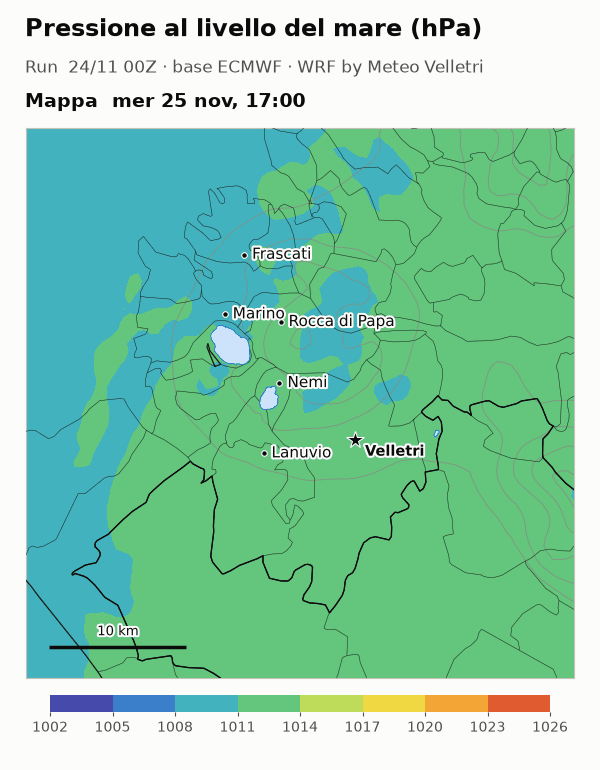 Pressione al livello del mare (hPa)
Run  24/11 00Z · base ECMWF · WRF by Meteo Velletri
Mappa  mer 25 nov, 17:00
Frascati
Marino
Rocca di Papa
Nemi
Velletri
Lanuvio
10 km
1002 1005 1008 1011 1014 1017 1020 1023 1026